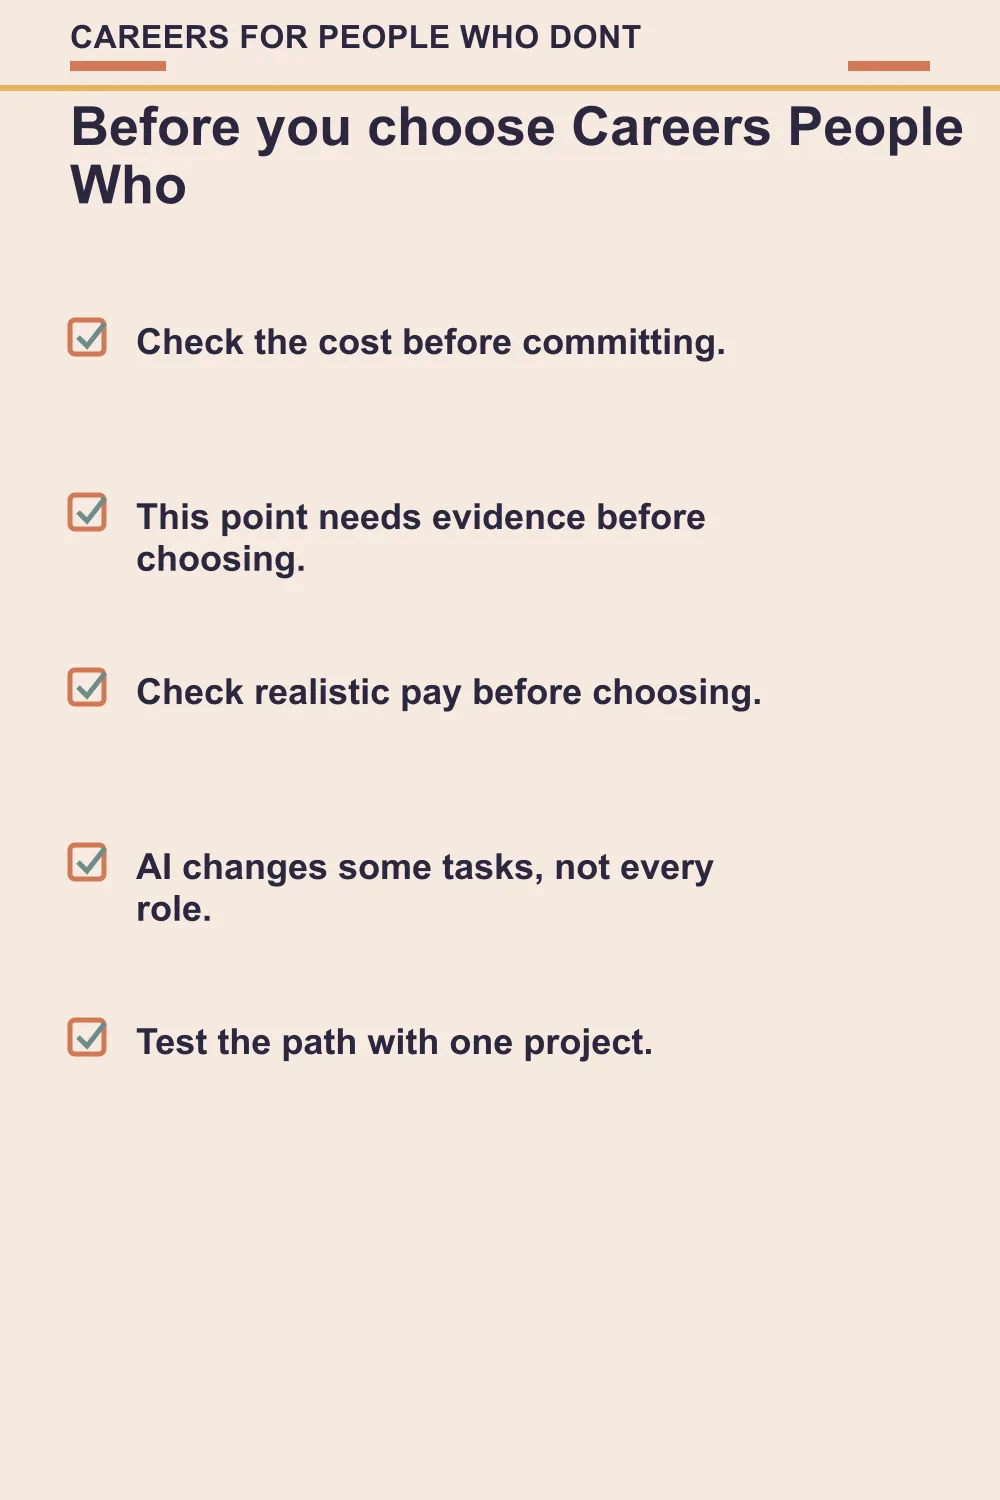 CAREERS FOR PEOPLE WHO DONT
Before you choose Careers People
Who
Check the cost before committing.
This point needs evidence before
choosing.
Check realistic pay before choosing.
AI changes some tasks, not every
role.
Test the path with one project.